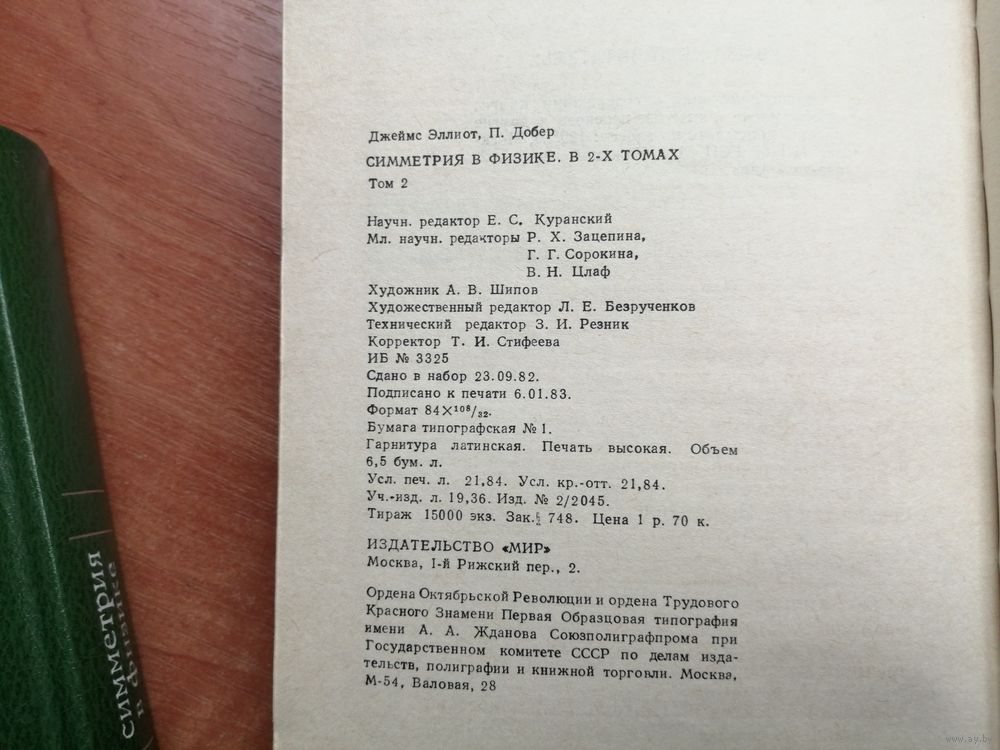 Джеймс Эллиот, П. Добер
СИММЕТРИЯ В ФИЗИКЕ. В 2-Х ТОМАХ
Том 2
Научн. редактор Е. С. Куранский
Мл. научн. редакторы Р. Х. Зацепина,
Г. Г. Сорокина,
В. Н. Цлаф
Художник А. В. Шипов
Художественный редактор Л. Е. Безрученков
Технический редактор З. И. Резник
Корректор Т. И. Стифеева
ИБ № 3325
Сдано в набор 23.09.82.
Подписано к печати 6.01.83.
Формат 84×108/32.
Бумага типографская № 1.
Гарнитура латинская. Печать высокая. Объем
6,5 бум. л.
Усл. печ. л. 21,84. Усл. кр.-отт. 21,84.
Уч.-изд. л. 19,36. Изд. № 2/2045.
Тираж 15000 экз. Зак. 748. Цена 1 р. 70 к.
ИЗДАТЕЛЬСТВО «МИР»
Москва, 1-й Рижский пер., 2.
Ордена Октябрьской Революции и ордена Трудового
Красного Знамени Первая Образцовая типография
имени А. А. Жданова Союзполиграфпрома при
Государственном комитете СССР по делам изда-
тельств, полиграфии и книжной торговли. Москва,
М-54, Валовая, 28
симметрия
в физике
www.ay.by